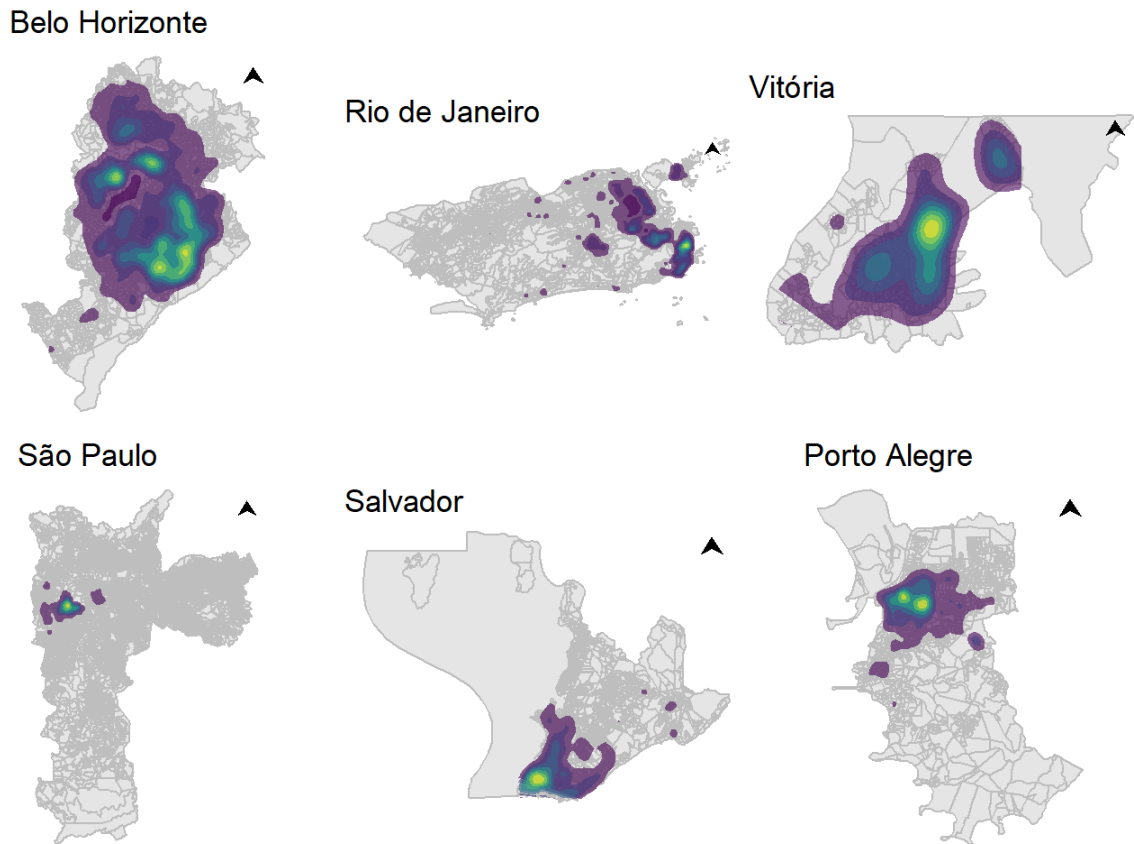 Belo Horizonte
Rio de Janeiro
Vitória
São Paulo
Salvador
Porto Alegre